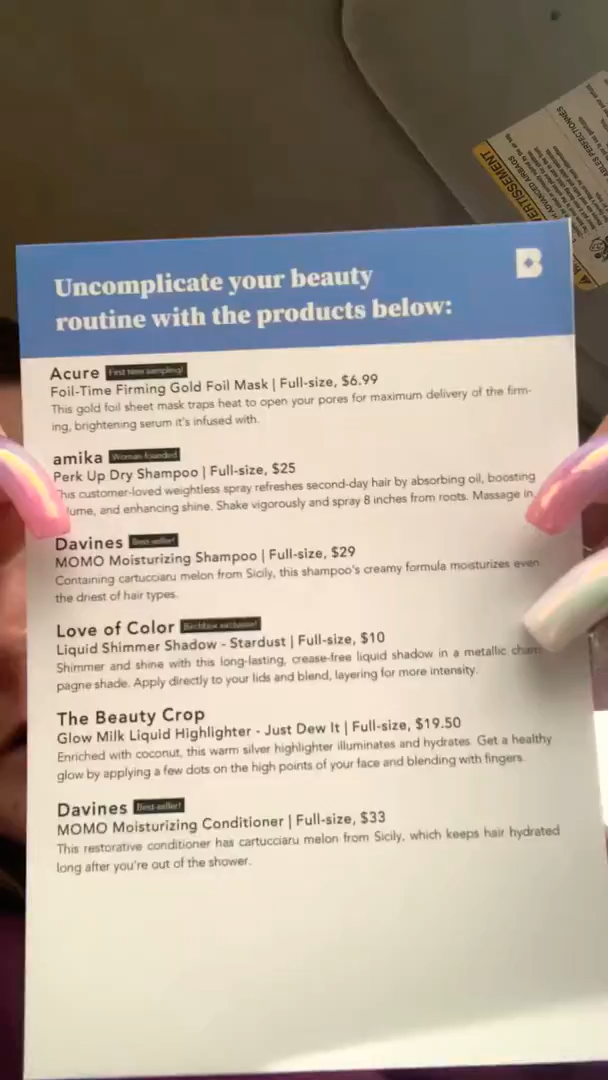 ABLES PERFECTIONNÉS
ERTISSEMENT
ADVANCED AIRBAGS
B
Uncomplicate your beauty
routine with the products below:
Acure First time sampling!
Foil-Time Firming Gold Foil Mask | Full-size, $6.99
This gold foil sheet mask traps heat to open your pores for maximum delivery of the firm-
ing, brightening serum it's infused with.
amika Woman-founded
Perk Up Dry Shampoo | Full-size, $25
This customer-loved weightless spray refreshes second-day hair by absorbing oil, boosting
lume, and enhancing shine. Shake vigorously and spray 8 inches from roots. Massage in.
Davines Best-seller!
MOMO Moisturizing Shampoo | Full-size, $29
Containing cartucciaru melon from Sicily, this shampoo's creamy formula moisturizes even
the driest of hair types.
Love of Color Birchbox exclusive!
Liquid Shimmer Shadow - Stardust | Full-size, $10
Shimmer and shine with this long-lasting, crease-free liquid shadow in a metallic cham
pagne shade. Apply directly to your lids and blend, layering for more intensity.
The Beauty Crop
Glow Milk Liquid Highlighter - Just Dew It | Full-size, $19.50
Enriched with coconut, this warm silver highlighter illuminates and hydrates. Get a healthy
glow by applying a few dots on the high points of your face and blending with fingers.
Davines Best-seller!
MOMO Moisturizing Conditioner | Full-size, $33
This restorative conditioner has cartucciaru melon from Sicily, which keeps hair hydrated
long after you're out of the shower.